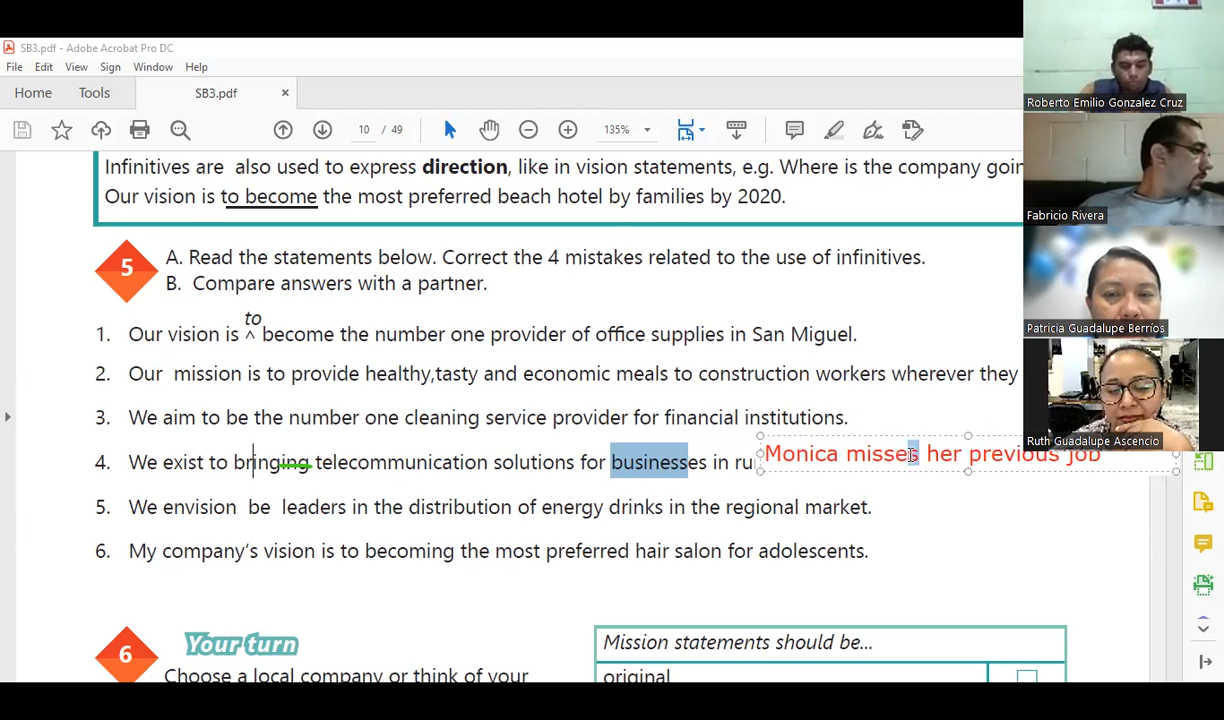 SB3.pdf - Adobe Acrobat Pro DC
File Edit View Sign Window Help
Home Tools SB3.pdf ×
10 / 49 135%
Infinitives are also used to express direction, like in vision statements, e.g. Where is the company goin
Our vision is to become the most preferred beach hotel by families by 2020.
5 A. Read the statements below. Correct the 4 mistakes related to the use of infinitives.
B. Compare answers with a partner.
to
1. Our vision is ^ become the number one provider of office supplies in San Miguel.
2. Our mission is to provide healthy,tasty and economic meals to construction workers wherever they
3. We aim to be the number one cleaning service provider for financial institutions.
4. We exist to bringing telecommunication solutions for businesses in rur
Monica misses her previous job
5. We envision be leaders in the distribution of energy drinks in the regional market.
6. My company's vision is to becoming the most preferred hair salon for adolescents.
6 Your turn
Choose a local company or think of your
Mission statements should be...
original
Roberto Emilio Gonzalez Cruz
Fabricio Rivera
Patricia Guadalupe Berríos
Ruth Guadalupe Ascencio